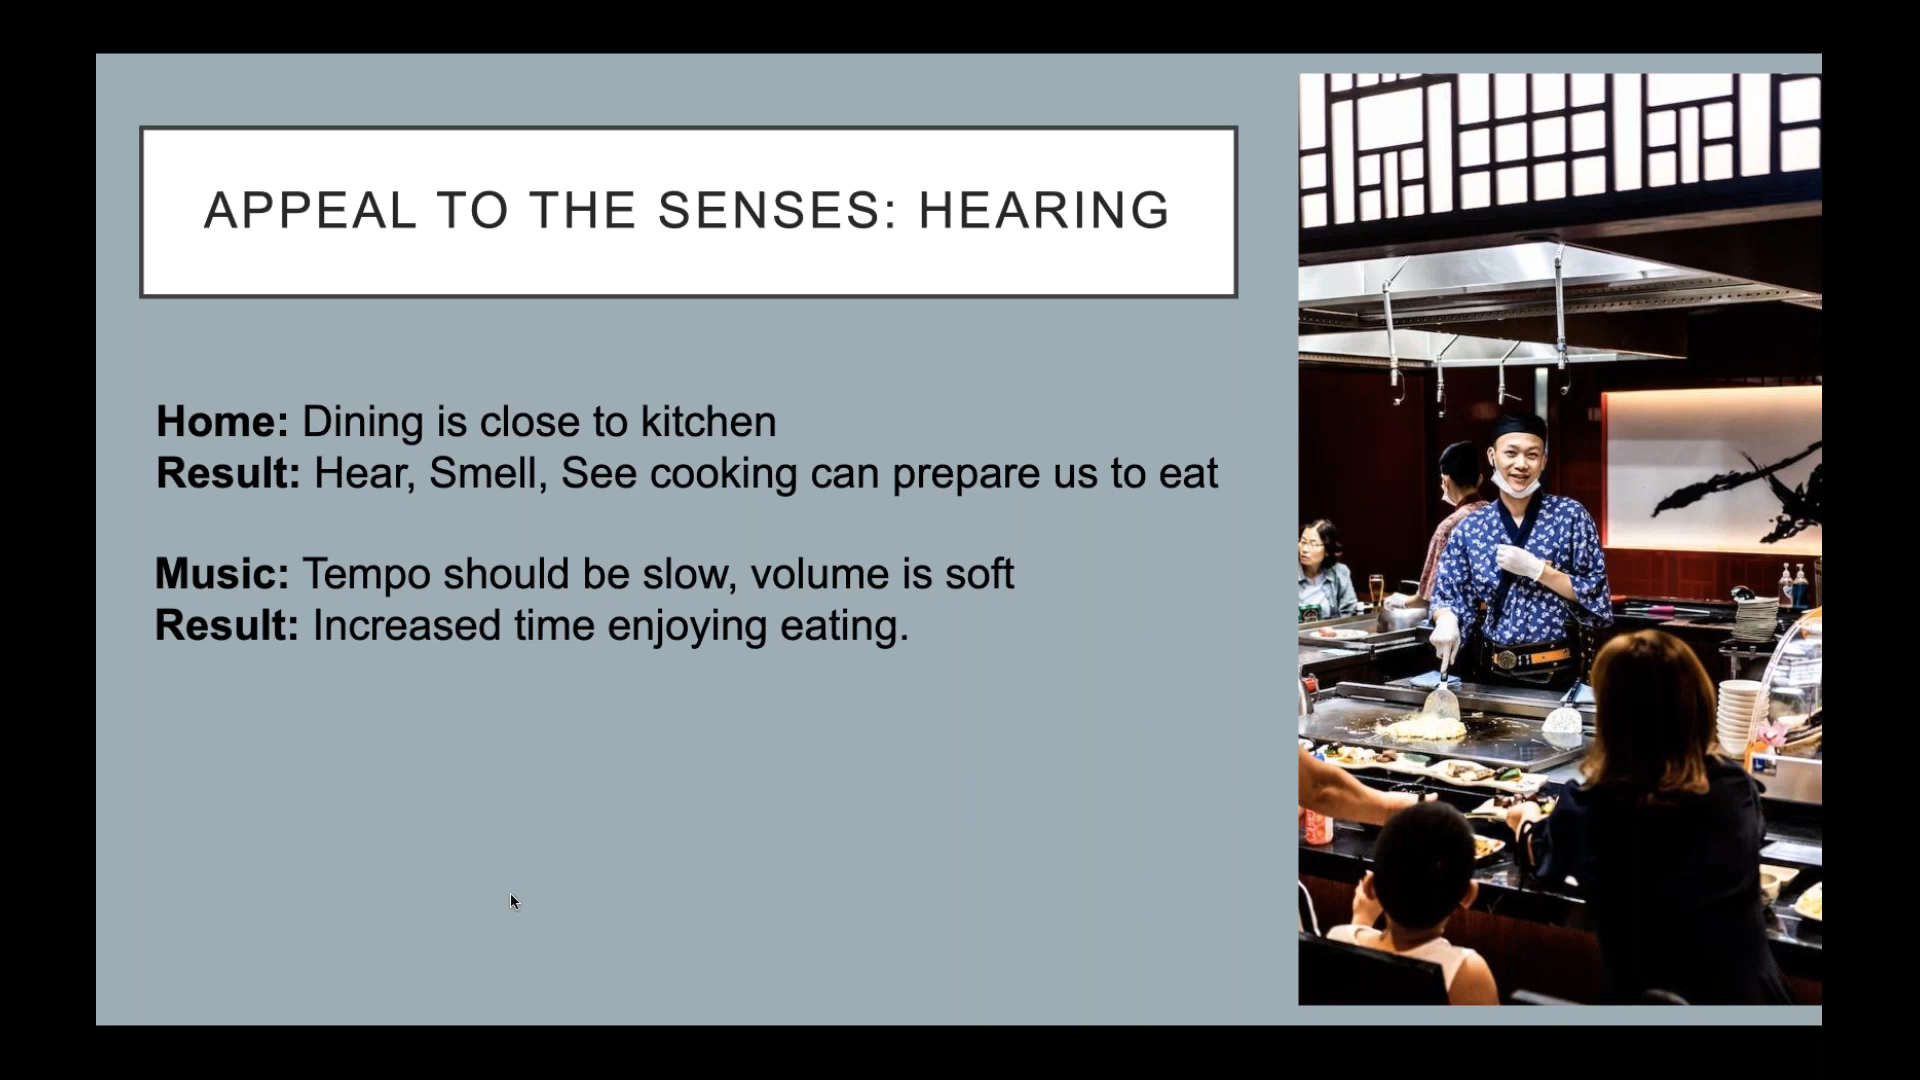 APPEAL TO THE SENSES: HEARING
Home: Dining is close to kitchen
Result: Hear, Smell, See cooking can prepare us to eat
Music: Tempo should be slow, volume is soft
Result: Increased time enjoying eating.